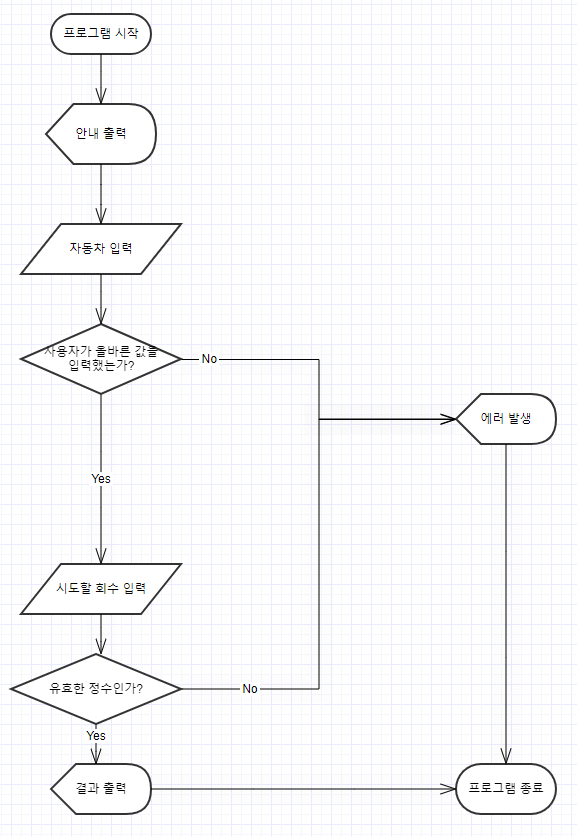 프로그램 시작
안내 출력
자동차 입력
사용자가 올바른 값을
입력했는가?
No
에러 발생
Yes
시도할 회수 입력
유효한 정수인가?
No
Yes
결과 출력
프로그램 종료